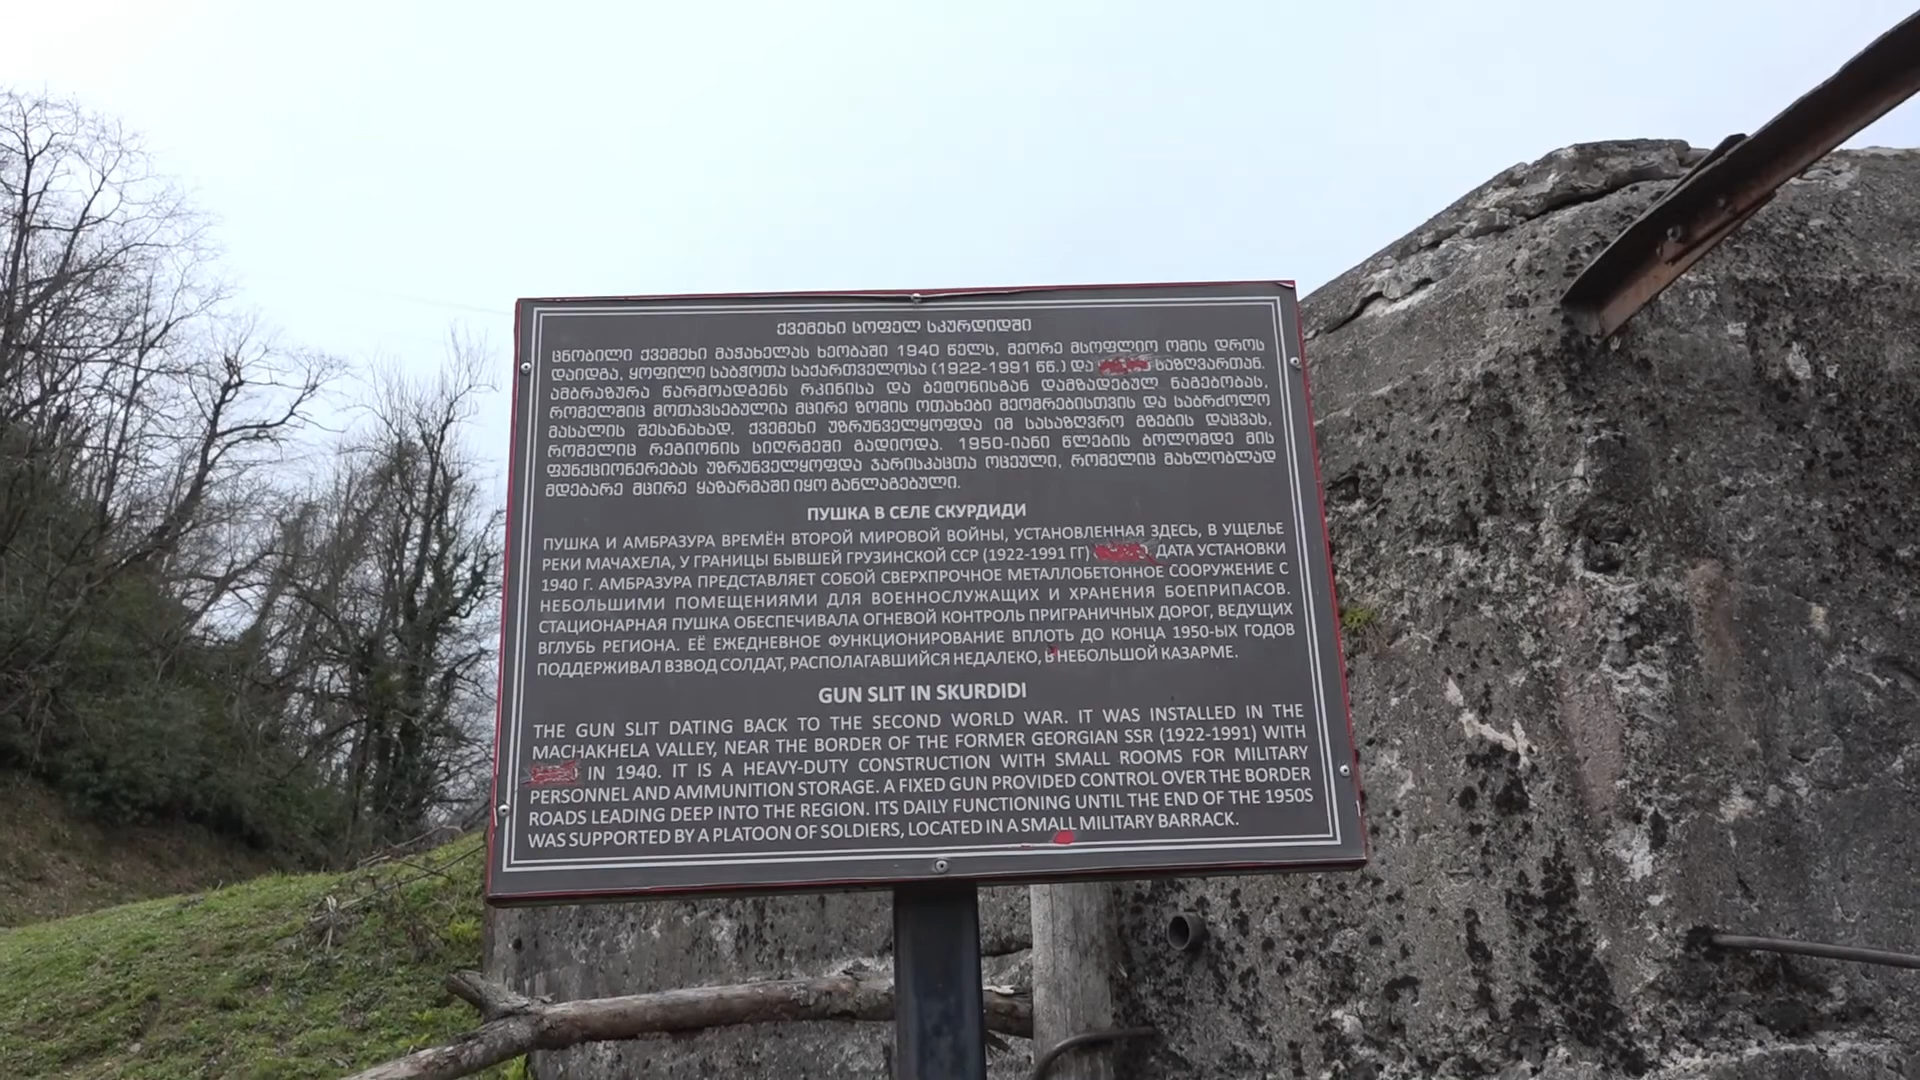 ქვემეხი სოფელ სკურდიდში
ცნობილი ქვემეხი მაჭახელას ხეობაში 1940 წელს, მეორე მსოფლიო ომის დროს
დაიდგა, ყოფილი საბჭოთა საქართველოსა (1922-1991 წწ.) და საზღვართან.
ამბრაზურა წარმოადგენს რკინისა და ბეტონისგან დამზადებულ ნაგებობას,
რომელშიც მოთავსებულია მცირე ზომის ოთახები მეომრებისთვის და საბრძოლო
მასალის შესანახად. ქვემეხი უზრუნველყოფდა იმ სასაზღვრო გზების დაცვას,
რომელიც რეგიონის სიღრმეში გადიოდა. 1950-იანი წლების ბოლომდე მის
ფუნქციონერებას უზრუნველყოფდა ჯარისკაცთა ოცეული, რომელიც მახლობლად
მდებარე მცირე ყაზარმაში იყო განლაგებული.
ПУШКА В СЕЛЕ СКУРДИДИ
ПУШКА И АМБРАЗУРА ВРЕМЁН ВТОРОЙ МИРОВОЙ ВОЙНЫ, УСТАНОВЛЕННАЯ ЗДЕСЬ, В УЩЕЛЬЕ
РЕКИ МАЧАХЕЛА, У ГРАНИЦЫ БЫВШЕЙ ГРУЗИНСКОЙ ССР (1922-1991 ГГ) ДАТА УСТАНОВКИ
1940 Г. АМБРАЗУРА ПРЕДСТАВЛЯЕТ СОБОЙ СВЕРХПРОЧНОЕ МЕТАЛЛОБЕТОННОЕ СООРУЖЕНИЕ С
НЕБОЛЬШИМИ ПОМЕЩЕНИЯМИ ДЛЯ ВОЕННОСЛУЖАЩИХ И ХРАНЕНИЯ БОЕПРИПАСОВ.
СТАЦИОНАРНАЯ ПУШКА ОБЕСПЕЧИВАЛА ОГНЕВОЙ КОНТРОЛЬ ПРИГРАНИЧНЫХ ДОРОГ, ВЕДУЩИХ
ВГЛУБЬ РЕГИОНА. ЕЁ ЕЖЕДНЕВНОЕ ФУНКЦИОНИРОВАНИЕ ВПЛОТЬ ДО КОНЦА 1950-ЫХ ГОДОВ
ПОДДЕРЖИВАЛ ВЗВОД СОЛДАТ, РАСПОЛАГАВШИЙСЯ НЕДАЛЕКО, В НЕБОЛЬШОЙ КАЗАРМЕ.
GUN SLIT IN SKURDIDI
THE GUN SLIT DATING BACK TO THE SECOND WORLD WAR. IT WAS INSTALLED IN THE
MACHAKHELA VALLEY, NEAR THE BORDER OF THE FORMER GEORGIAN SSR (1922-1991) WITH
IN 1940. IT IS A HEAVY-DUTY CONSTRUCTION WITH SMALL ROOMS FOR MILITARY
PERSONNEL AND AMMUNITION STORAGE. A FIXED GUN PROVIDED CONTROL OVER THE BORDER
ROADS LEADING DEEP INTO THE REGION. ITS DAILY FUNCTIONING UNTIL THE END OF THE 1950S
WAS SUPPORTED BY A PLATOON OF SOLDIERS, LOCATED IN A SMALL MILITARY BARRACK.